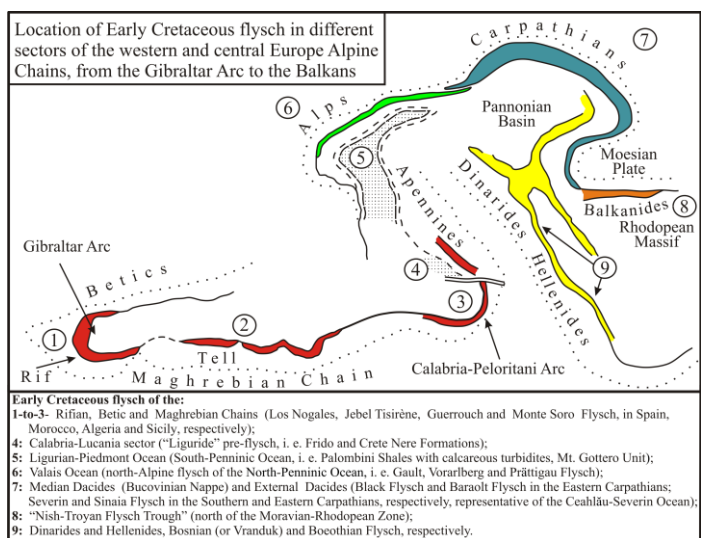 Location of Early Cretaceous flysch in different
sectors of the western and central Europe Alpine
Chains, from the Gibraltar Arc to the Balkans
Carpathians
7
6
Alps
Pannonian
Basin
5
Moesian
Plate
Apennines
Dinarides
Balkanides
8
Rhodopean
Massif
Gibraltar Arc
Betics
4
9
Hellenides
3
1
2
Tell
Rif
Maghrebian Chain
Calabria-Peloritani Arc
Early Cretaceous flysch of the:
1-to-3- Rifian, Betic and Maghrebian Chains (Los Nogales, Jebel Tisirène, Guerrouch and Monte Soro Flysch, in Spain,
Morocco, Algeria and Sicily, respectively);
4: Calabria-Lucania sector ("Liguride" pre-flysch, i. e. Frido and Crete Nere Formations);
5: Ligurian-Piedmont Ocean (South-Penninic Ocean, i. e. Palombini Shales with calcareous turbidites, Mt. Gottero Unit);
6: Valais Ocean (north-Alpine flysch of the North-Penninic Ocean, i. e. Gault, Vorarlberg and Prättigau Flysch);
7: Median Dacides (Bucovinian Nappe) and External Dacides (Black Flysch and Baraolt Flysch in the Eastern Carpathians;
Severin and Sinaia Flysch in the Southern and Eastern Carpathians, respectively, representative of the Ceahlău-Severin Ocean);
8: "Nish-Troyan Flysch Trough" (north of the Moravian-Rhodopean Zone);
9: Dinarides and Hellenides, Bosnian (or Vranduk) and Boeothian Flysch, respectively.